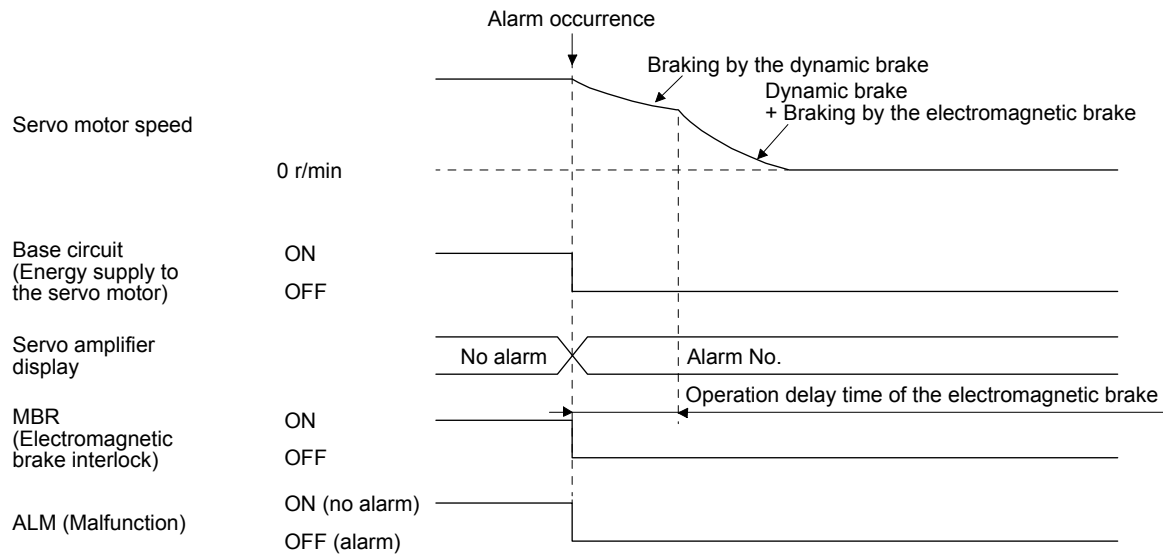 Alarm occurrence
Braking by the dynamic brake
Dynamic brake
+ Braking by the electromagnetic brake
Servo motor speed
0 r/min
Base circuit
(Energy supply to
the servo motor)
ON
OFF
Servo amplifier
display
No alarm
Alarm No.
Operation delay time of the electromagnetic brake
MBR
(Electromagnetic
brake interlock)
ON
OFF
ALM (Malfunction)
ON (no alarm)
OFF (alarm)